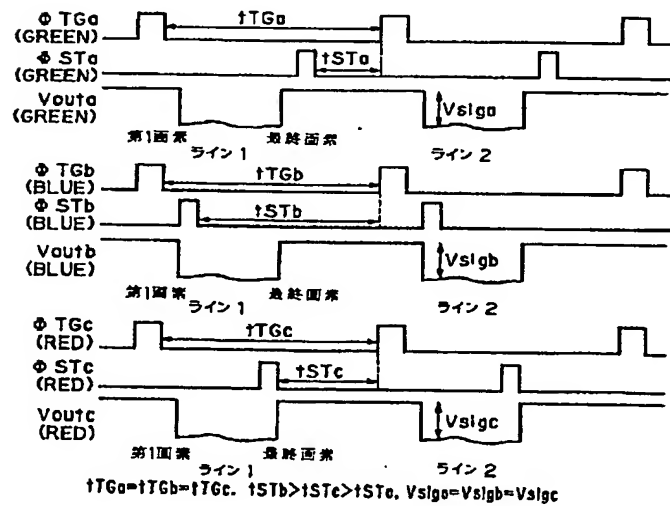 Φ TGa
(GREEN)
tTGa
Φ STa
(GREEN)
tSTa
Vouta
(GREEN)
Vsiga
第1画素
最終画素
ライン1
ライン2
Φ TGb
(BLUE)
tTGb
Φ STb
(BLUE)
tSTb
Voutb
(BLUE)
Vsigb
第1画素
最終画素
ライン1
ライン2
Φ TGc
(RED)
tTGc
Φ STc
(RED)
tSTc
Voutc
(RED)
Vsigc
第1画素
最終画素
ライン1
ライン2
tTGa=tTGb=tTGc. tSTb>tSTc>tSTa, Vsiga=Vsigb=Vsigc